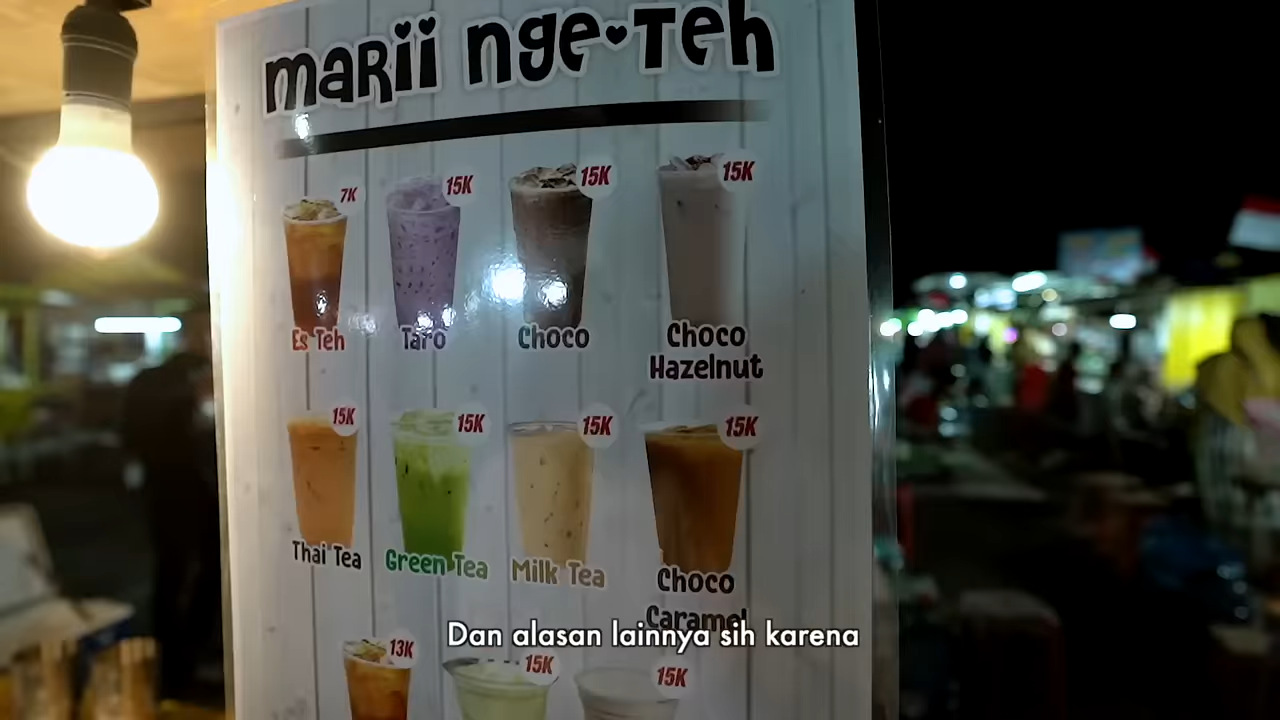 marii nge•Teh
7K 15K 15K 15K
Es Teh Taro Choco Choco Hazelnut
15K 15K 15K 15K
Thai Tea Green Tea Milk Tea Choco Caramel
Dan alasan lainnya sih karena
13K 15K 15K